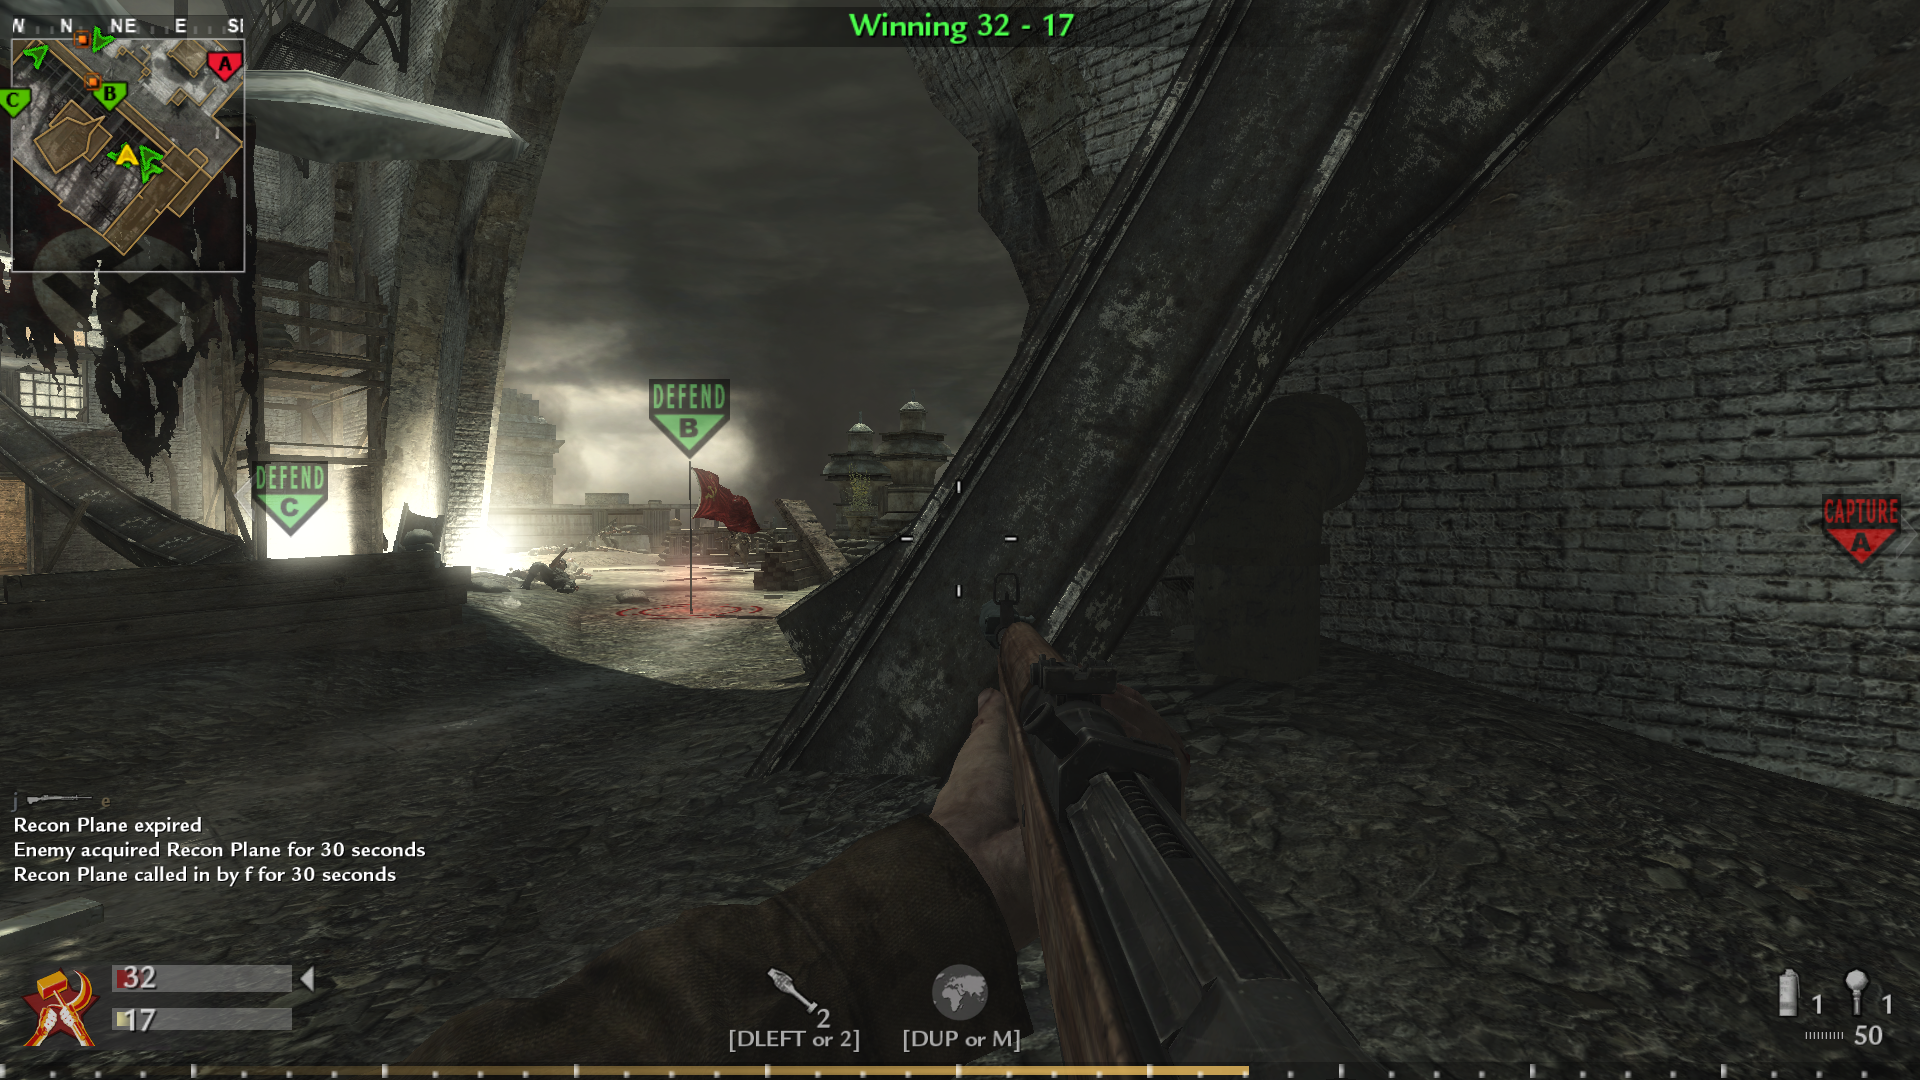 N N NE E SE
Winning 32 - 17
A
B
C
DEFEND
B
DEFEND
C
CAPTURE
A
j e
Recon Plane expired
Enemy acquired Recon Plane for 30 seconds
Recon Plane called in by f for 30 seconds
32
17
2
[DLEFT or 2] [DUP or M]
1 1
50